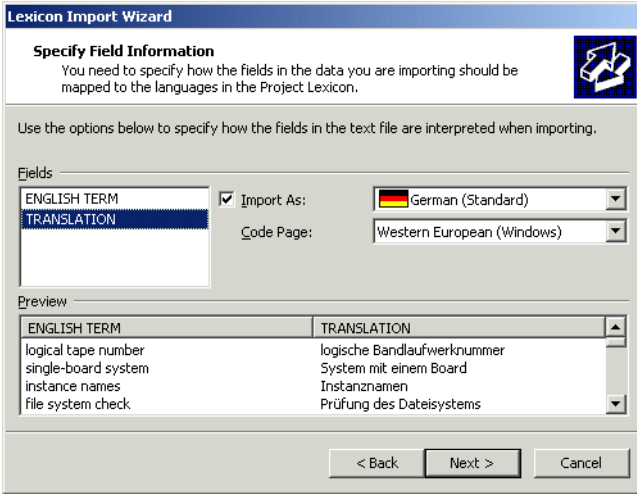 Lexicon Import Wizard
Specify Field Information
You need to specify how the fields in the data you are importing should be
mapped to the languages in the Project Lexicon.
Use the options below to specify how the fields in the text file are interpreted when importing.
Fields
ENGLISH TERM
TRANSLATION
Import As:
German (Standard)
Code Page:
Western European (Windows)
Preview
ENGLISH TERM TRANSLATION
logical tape number logische Bandlaufwerknummer
single-board system System mit einem Board
instance names Instanznamen
file system check Prüfung des Dateisystems
< Back Next > Cancel